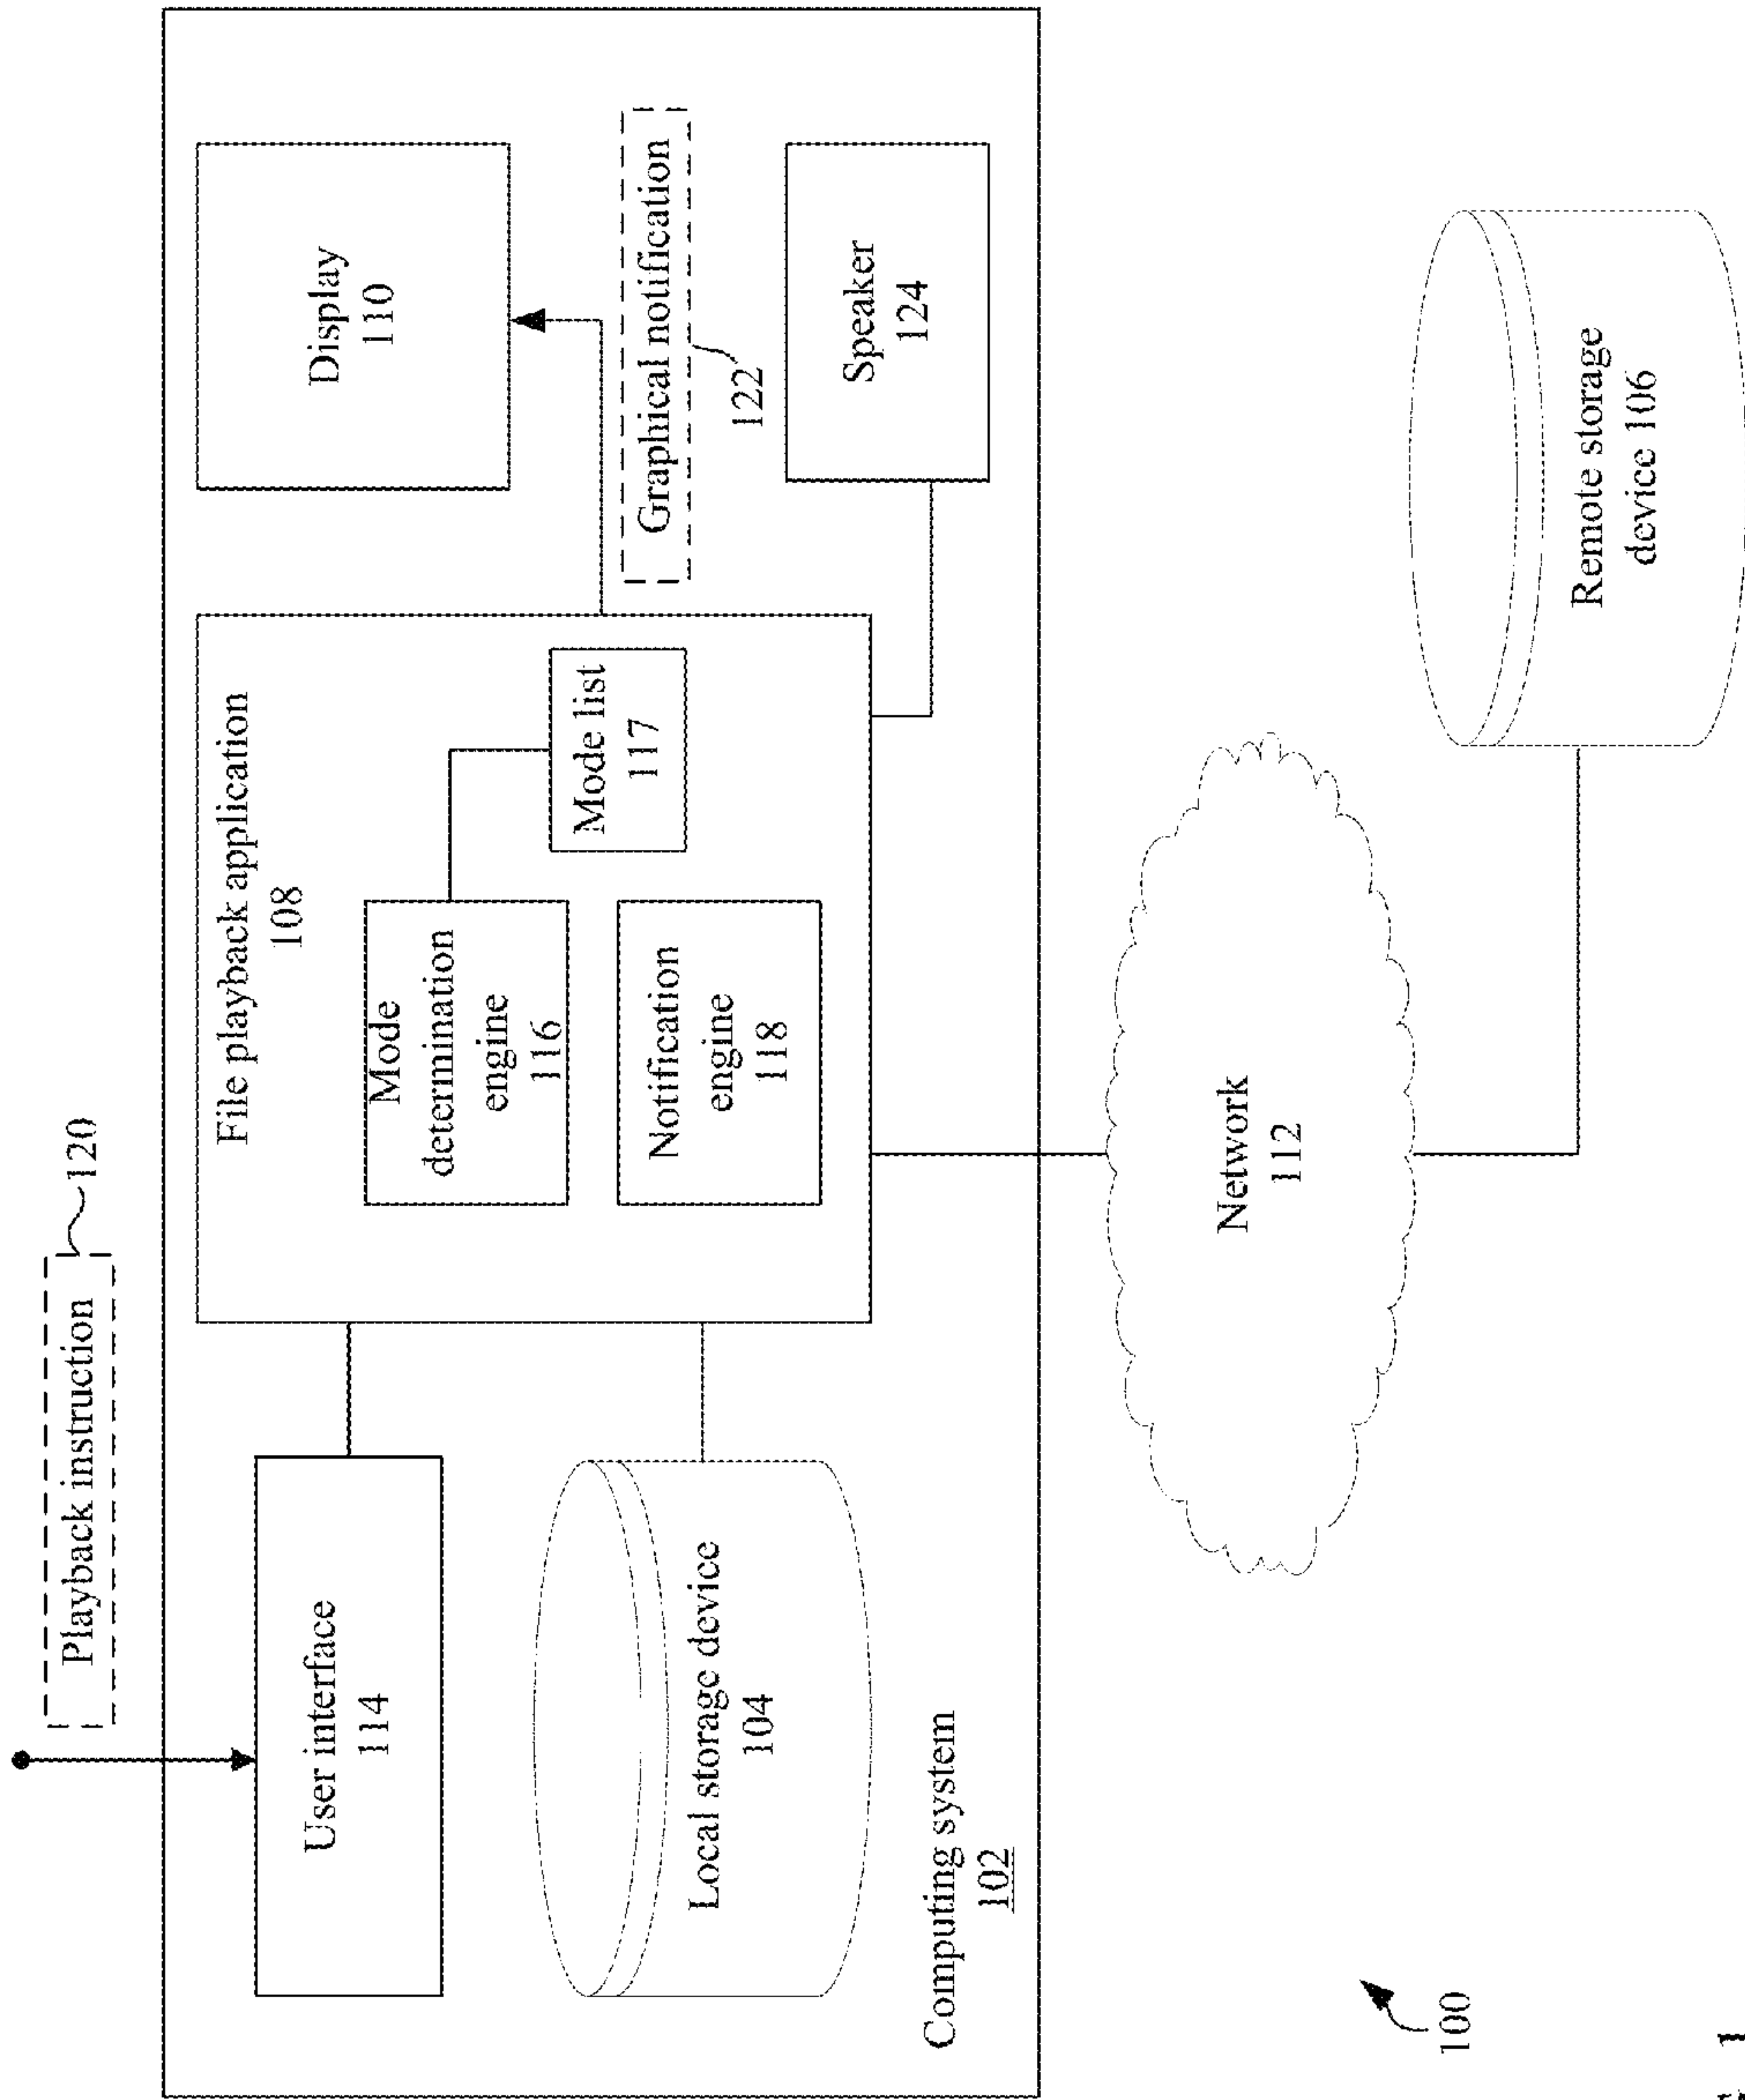 Playback instruction
120
User interface
114
Local storage device
104
Computing system
102
File playback application
108
Mode
determination
engine
116
Mode list
117
Notification
engine
118
Display
110
Graphical notification
122
Speaker
124
Network
112
Remote storage
device 106
100